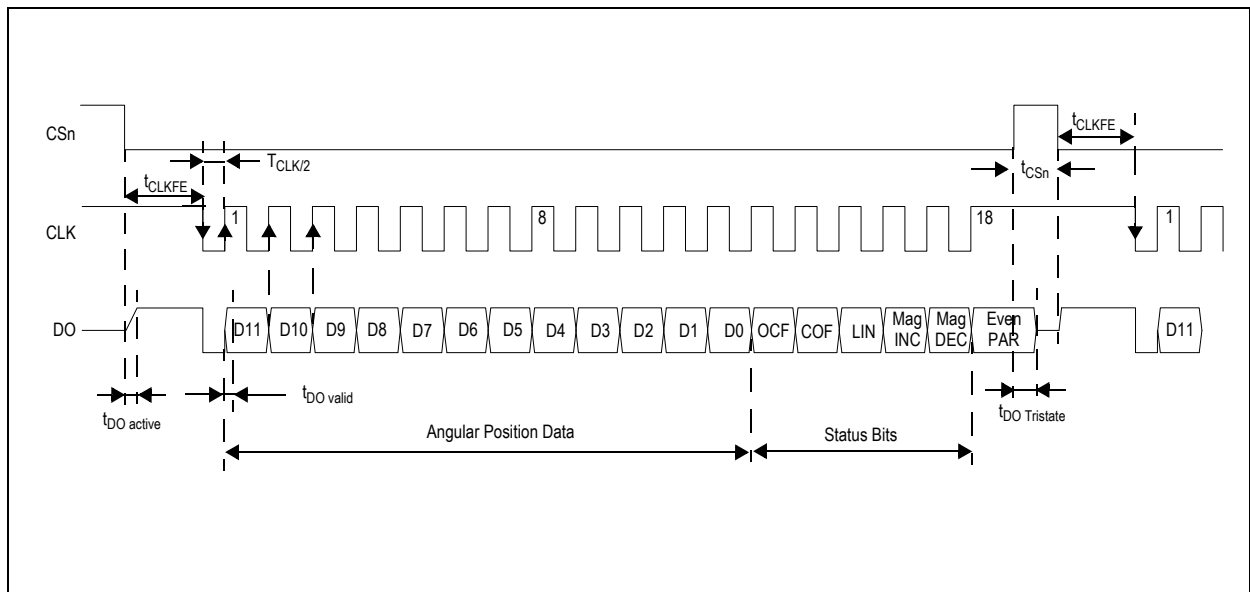 CSn
tCLKFE
TCLK/2
tCLKFE
tCSn
CLK
1
8
18
1
DO
D11 D10 D9 D8 D7 D6 D5 D4 D3 D2 D1 D0 OCF COF LIN Mag INC Mag DEC Even PAR D11
tDO active
tDO valid
tDO Tristate
Angular Position Data
Status Bits